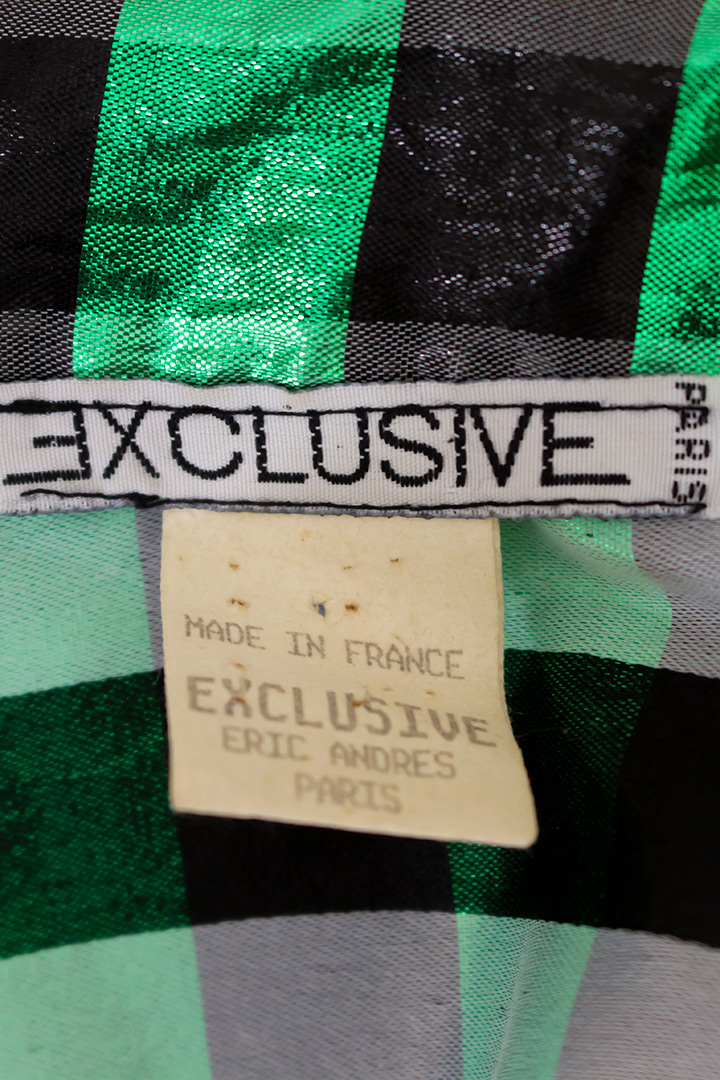 EXCLUSIVE
PARIS
MADE IN FRANCE
EXCLUSIVE
ERIC ANDRES
PARIS